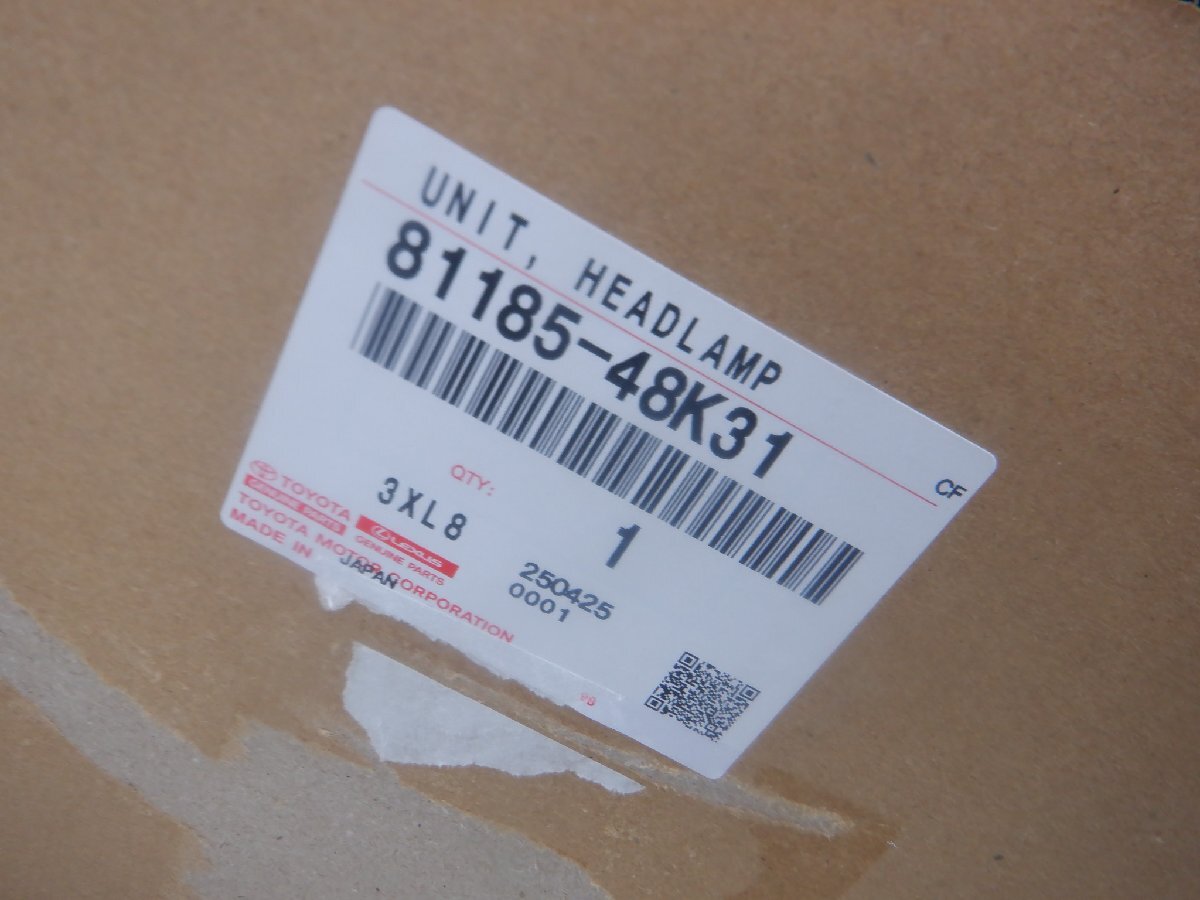 UNIT, HEADLAMP
81185-48K31
CF
QTY:
3XL8
1
TOYOTA
GENUINE PARTS
LEXUS
GENUINE PARTS
250425
0001
TOYOTA MOTOR CORPORATION
MADE IN JAPAN